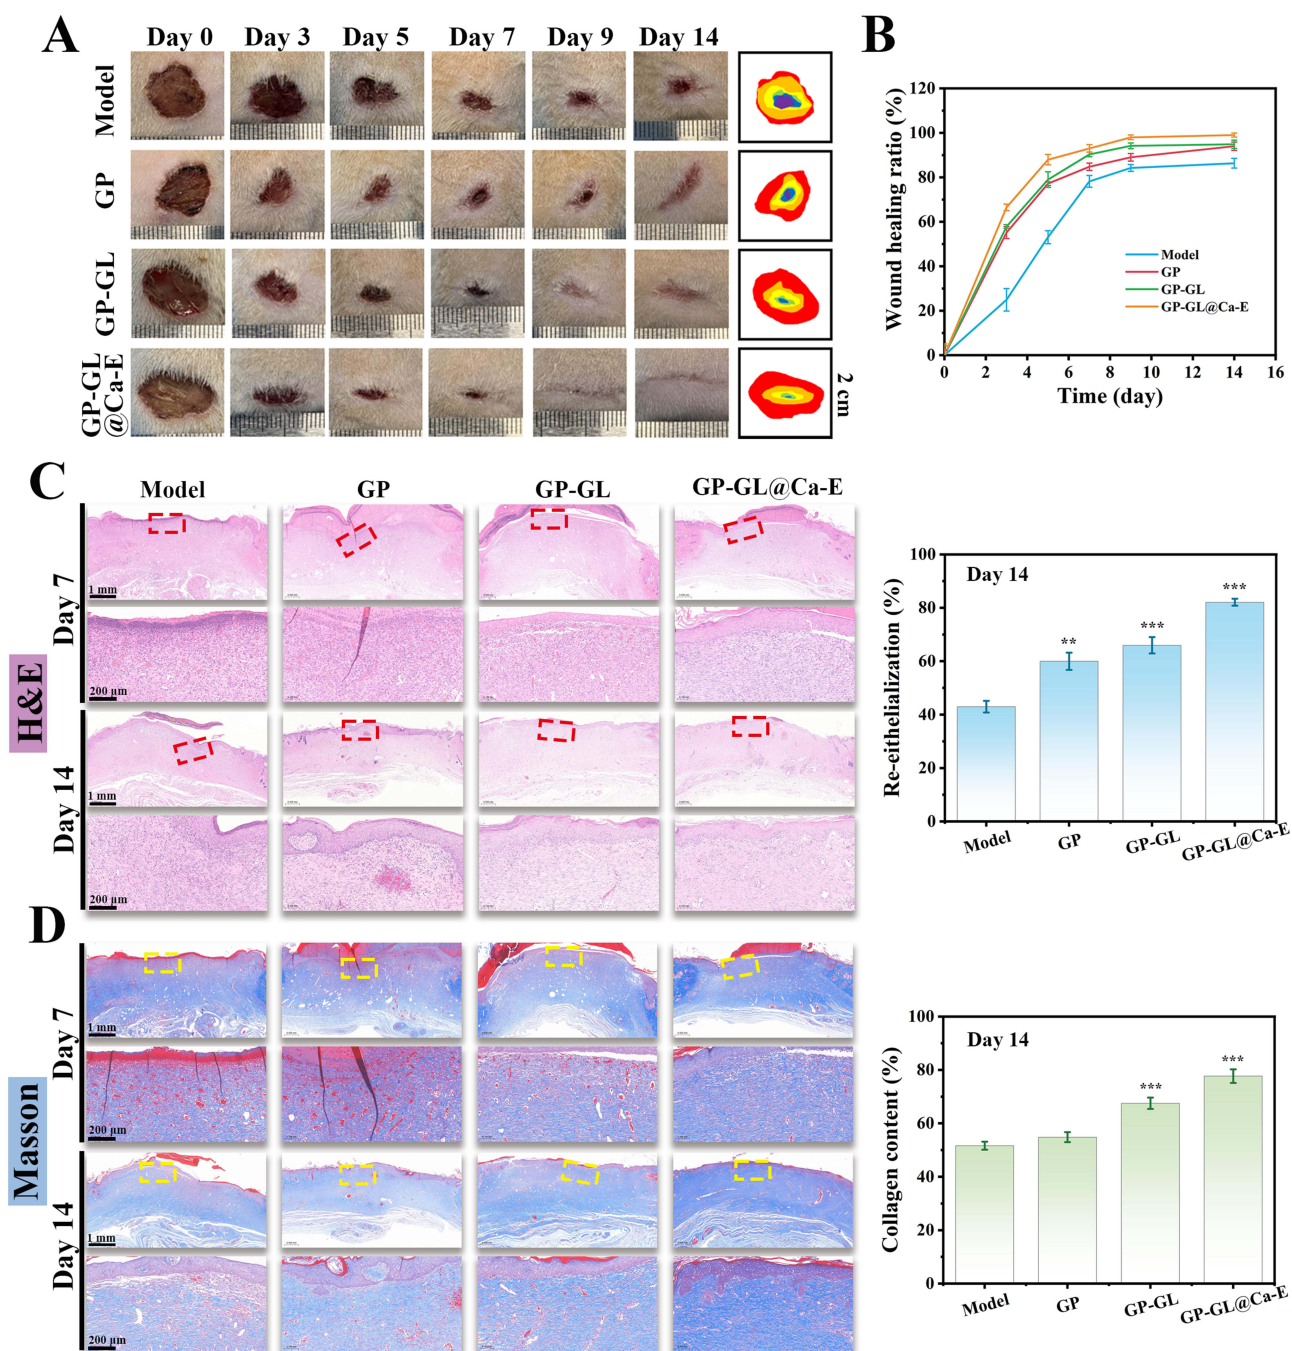 A
Day 0 Day 3 Day 5 Day 7 Day 9 Day 14
Model
GP
GP-GL
GP-GL
@Ca-E
2 cm
B
Wound healing ratio (%)
120
100
80
60
40
20
0
0 2 4 6 8 10 12 14 16
Time (day)
Model
GP
GP-GL
GP-GL@Ca-E
C
Model GP GP-GL GP-GL@Ca-E
H&E
Day 7
1 mm
200 μm
Day 14
1 mm
200 μm
Re-eithelialization (%)
100
80
60
40
20
0
Day 14
**
***
***
Model GP GP-GL GP-GL@Ca-E
D
Masson
Day 7
1 mm
200 μm
Day 14
1 mm
200 μm
Collagen content (%)
100
80
60
40
20
0
Day 14
***
***
Model GP GP-GL GP-GL@Ca-E